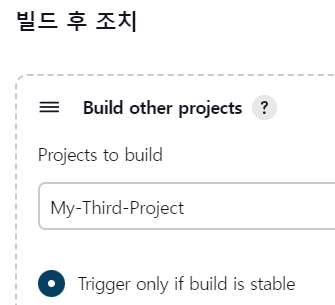 빌드 후 조치
Build other projects ?
Projects to build
My-Third-Project
Trigger only if build is stable